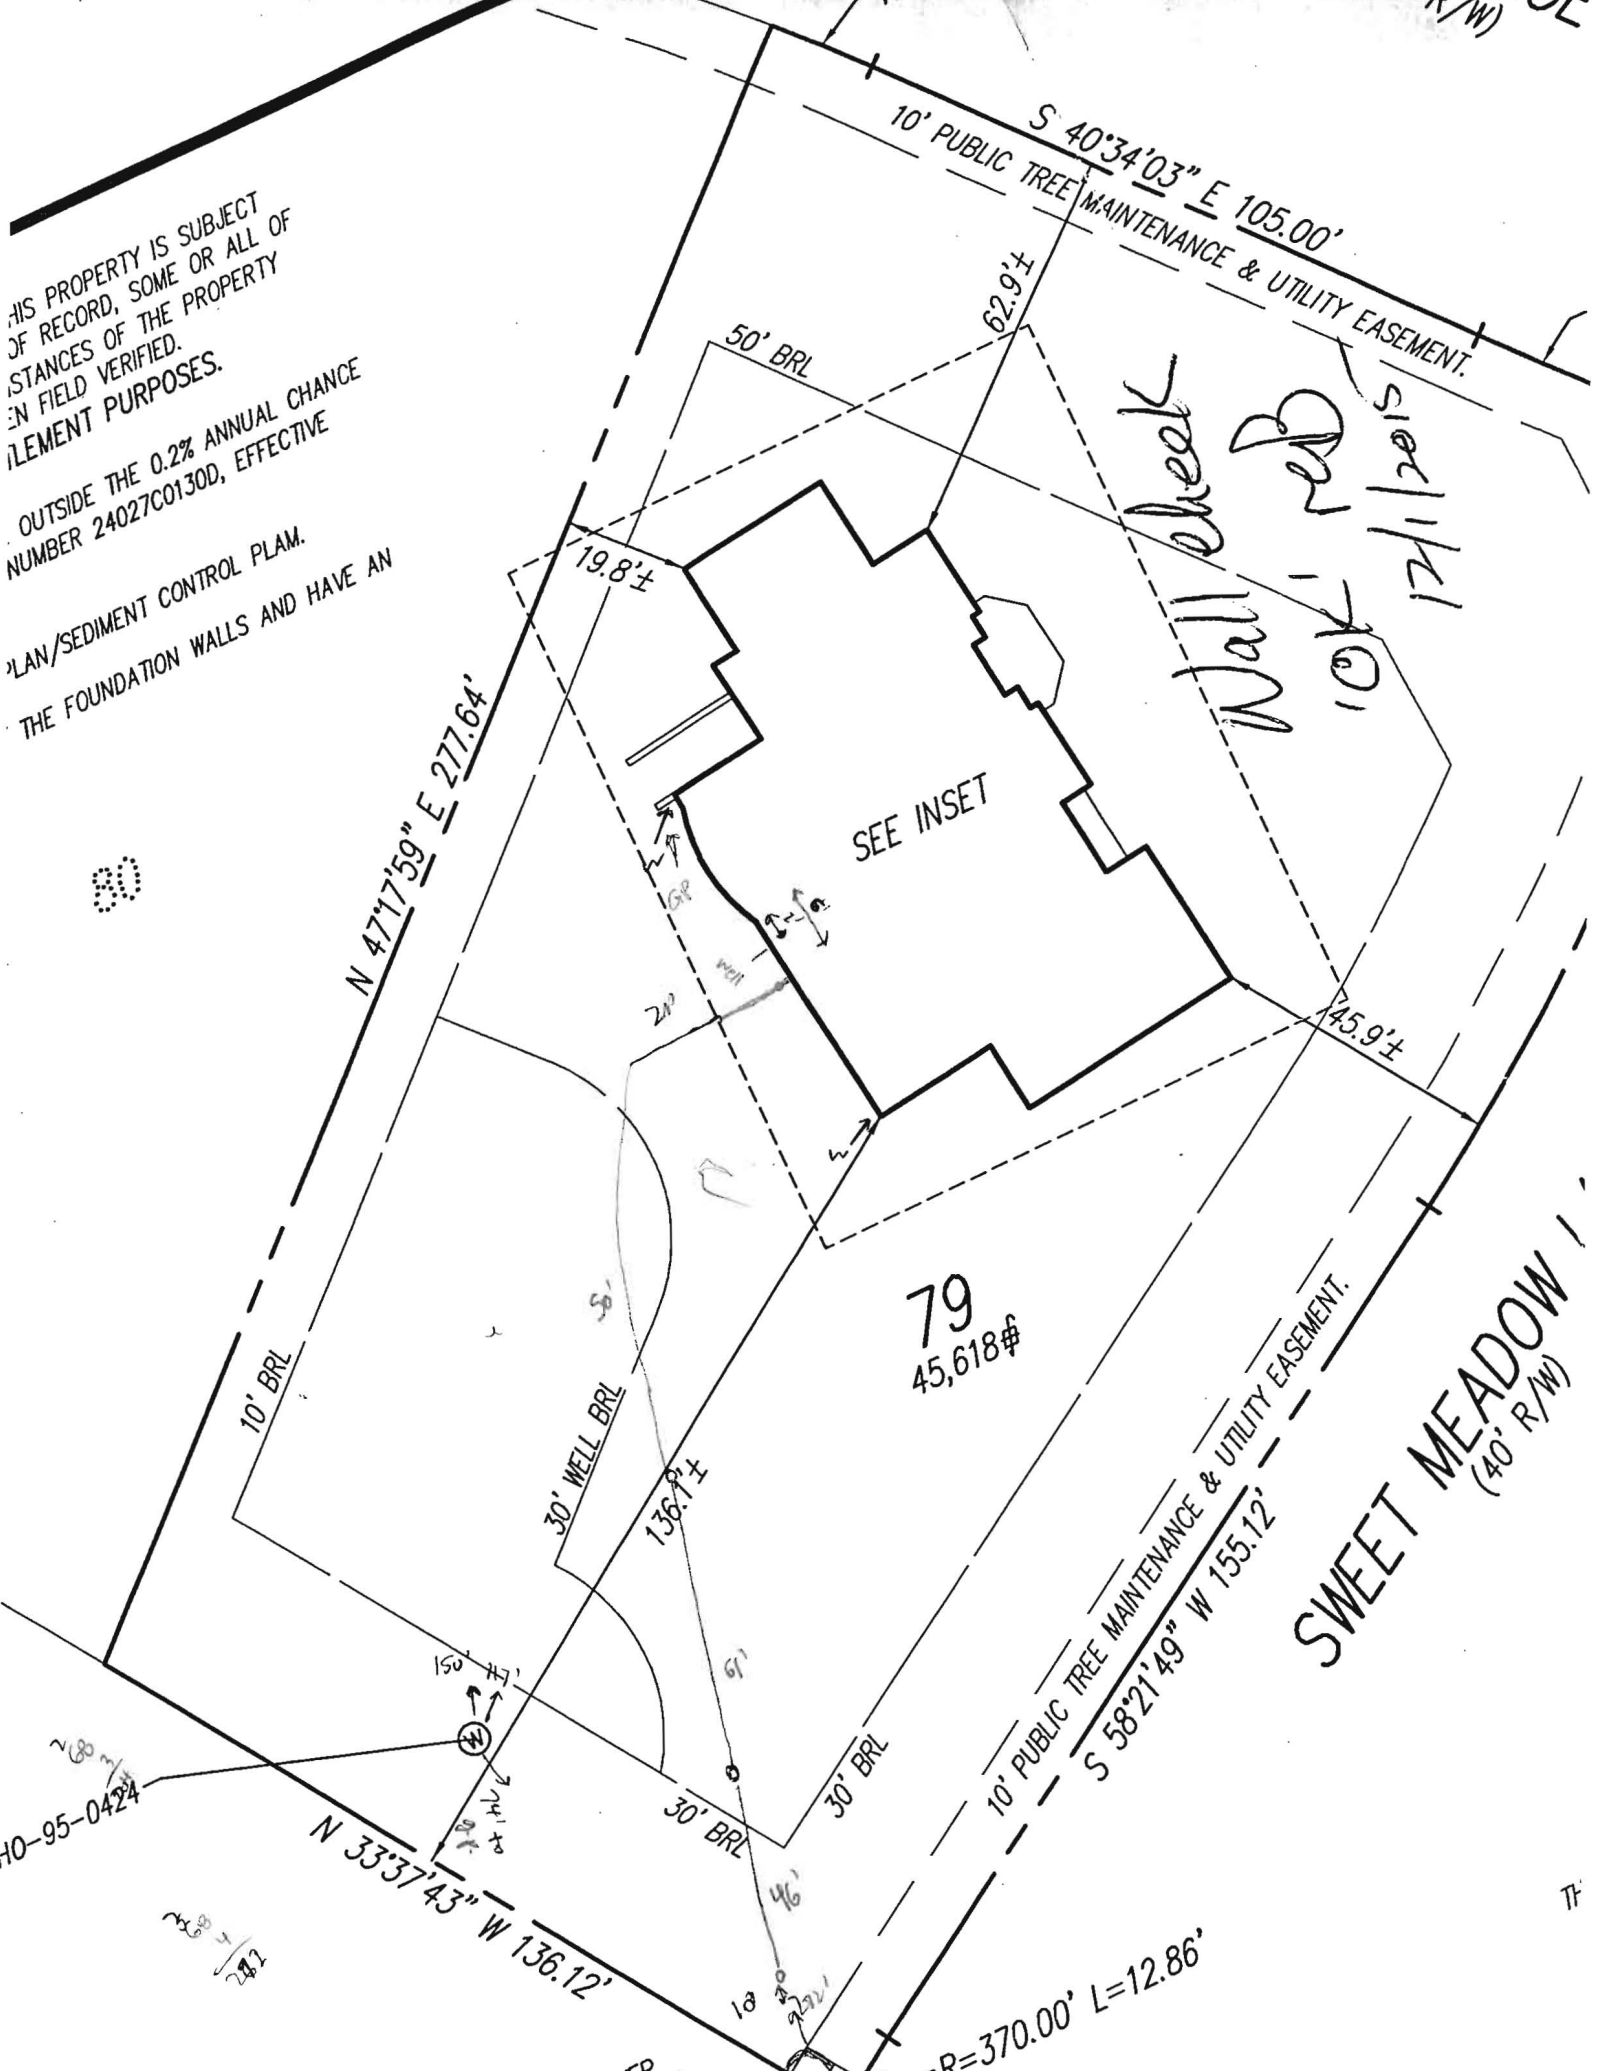 R/W)
S 40°34'03" E 105.00'
10' PUBLIC TREE MAINTENANCE & UTILITY EASEMENT.
HIS PROPERTY IS SUBJECT
OF RECORD, SOME OR ALL OF
STANCES OF THE PROPERTY
EN FIELD VERIFIED.
LEMENT PURPOSES.
OUTSIDE THE 0.2% ANNUAL CHANCE
NUMBER 24027C0130D, EFFECTIVE
PLAN/SEDIMENT CONTROL PLAM.
THE FOUNDATION WALLS AND HAVE AN
62.9'±
50' BRL
Wall check
OK
12/11/2015
19.8'±
N 47°17'59" E 277.64'
SEE INSET
80
GP
Well
45.9'±
79
45,618
50'
10' BRL
30' WELL BRL
136.1'±
10' PUBLIC TREE MAINTENANCE & UTILITY EASEMENT.
S 58°21'49" W 155.12'
SWEET MEADOW
(40' R/W)
61'
150'
W
HO-95-0424
30' BRL
30' BRL
N 33°37'43" W 136.12'
46'
R=370.00' L=12.86'